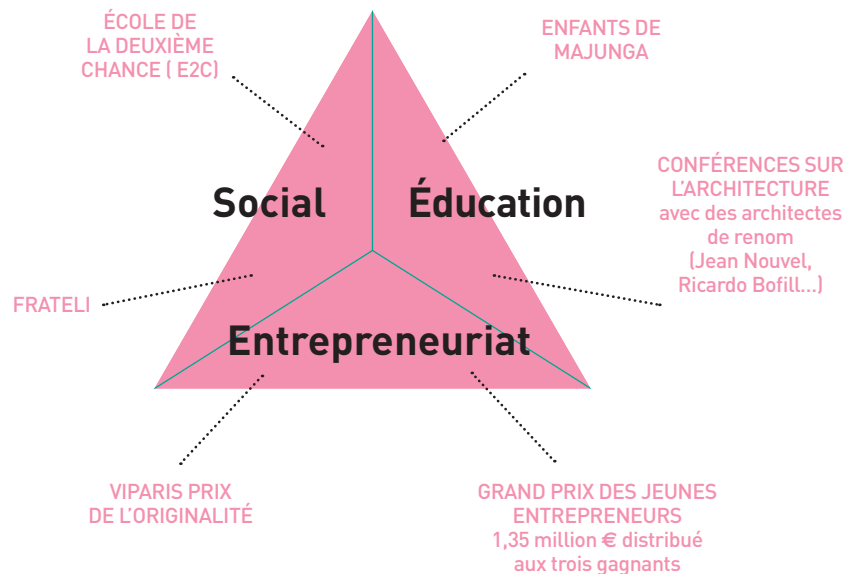 ÉCOLE DE
LA DEUXIÈME
CHANCE ( E2C)
ENFANTS DE
MAJUNGA
CONFÉRENCES SUR
L'ARCHITECTURE
avec des architectes
de renom
(Jean Nouvel,
Ricardo Bofill...)
Social
Éducation
FRATELI
Entrepreneuriat
VIPARIS PRIX
DE L'ORIGINALITÉ
GRAND PRIX DES JEUNES
ENTREPRENEURS
1,35 million € distribué
aux trois gagnants